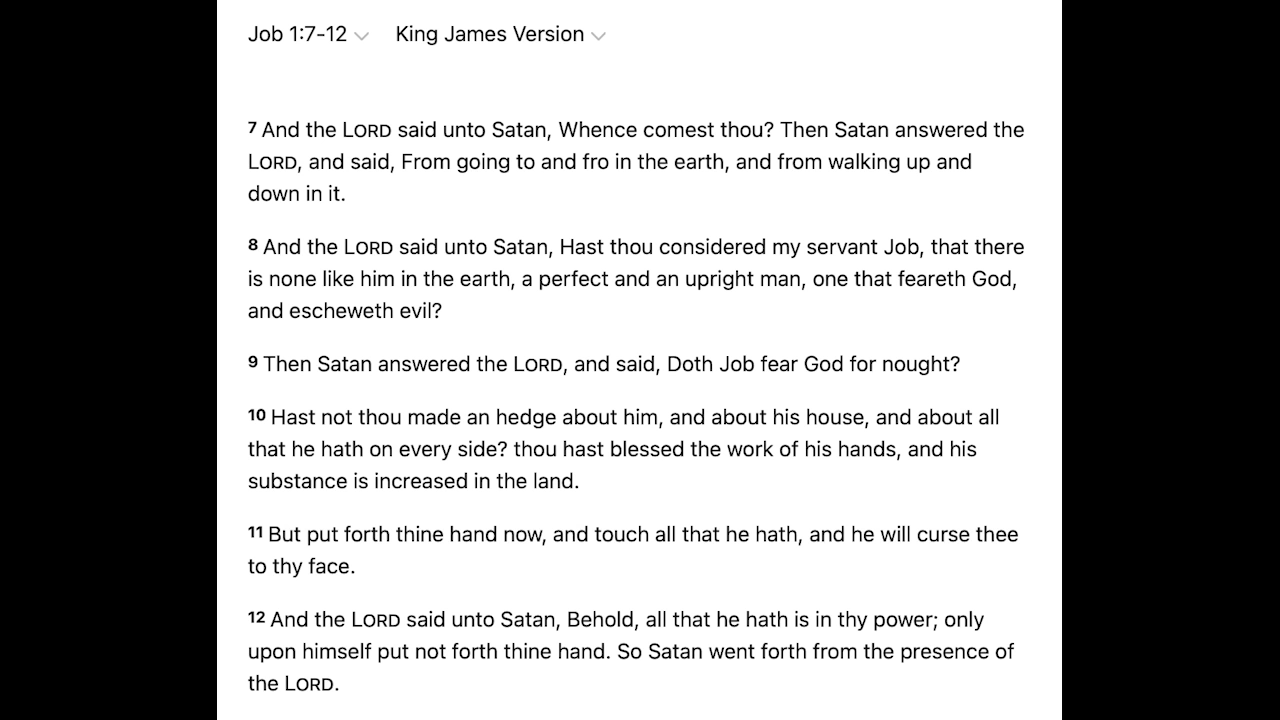 Job 1:7-12 King James Version
7 And the LORD said unto Satan, Whence comest thou? Then Satan answered the
LORD, and said, From going to and fro in the earth, and from walking up and
down in it.
8 And the LORD said unto Satan, Hast thou considered my servant Job, that there
is none like him in the earth, a perfect and an upright man, one that feareth God,
and escheweth evil?
9 Then Satan answered the LORD, and said, Doth Job fear God for nought?
10 Hast not thou made an hedge about him, and about his house, and about all
that he hath on every side? thou hast blessed the work of his hands, and his
substance is increased in the land.
11 But put forth thine hand now, and touch all that he hath, and he will curse thee
to thy face.
12 And the LORD said unto Satan, Behold, all that he hath is in thy power; only
upon himself put not forth thine hand. So Satan went forth from the presence of
the LORD.